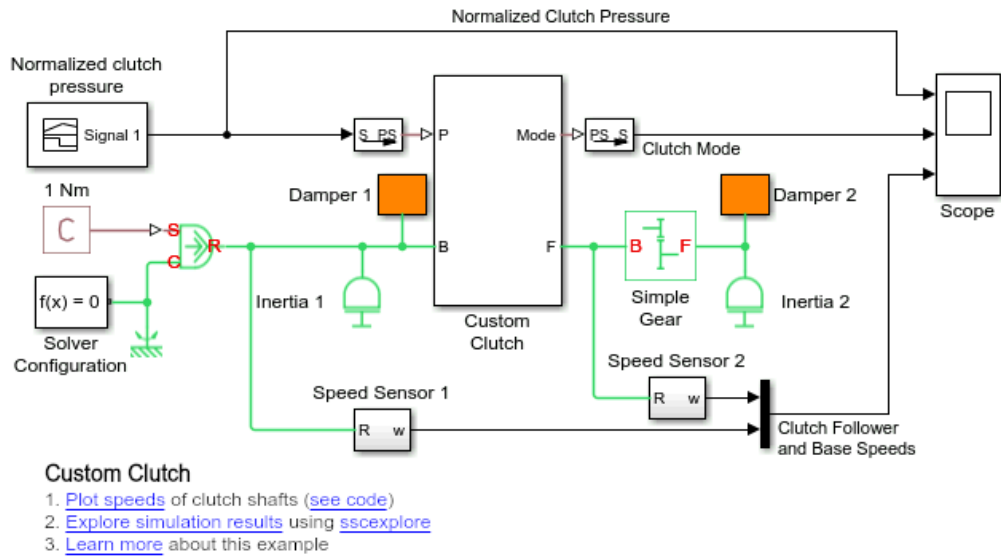 Normalized Clutch Pressure
Normalized clutch
pressure
Signal 1
S PS
P
Mode
PS S
Clutch Mode
Scope
1 Nm
C
S
C
R
Damper 1
B
F
Damper 2
B
F
f(x) = 0
Solver
Configuration
Inertia 1
Custom
Clutch
Simple
Gear
Inertia 2
Speed Sensor 1
R
w
Speed Sensor 2
R
w
Clutch Follower
and Base Speeds
Custom Clutch
1. Plot speeds of clutch shafts (see code)
2. Explore simulation results using sscexplore
3. Learn more about this example